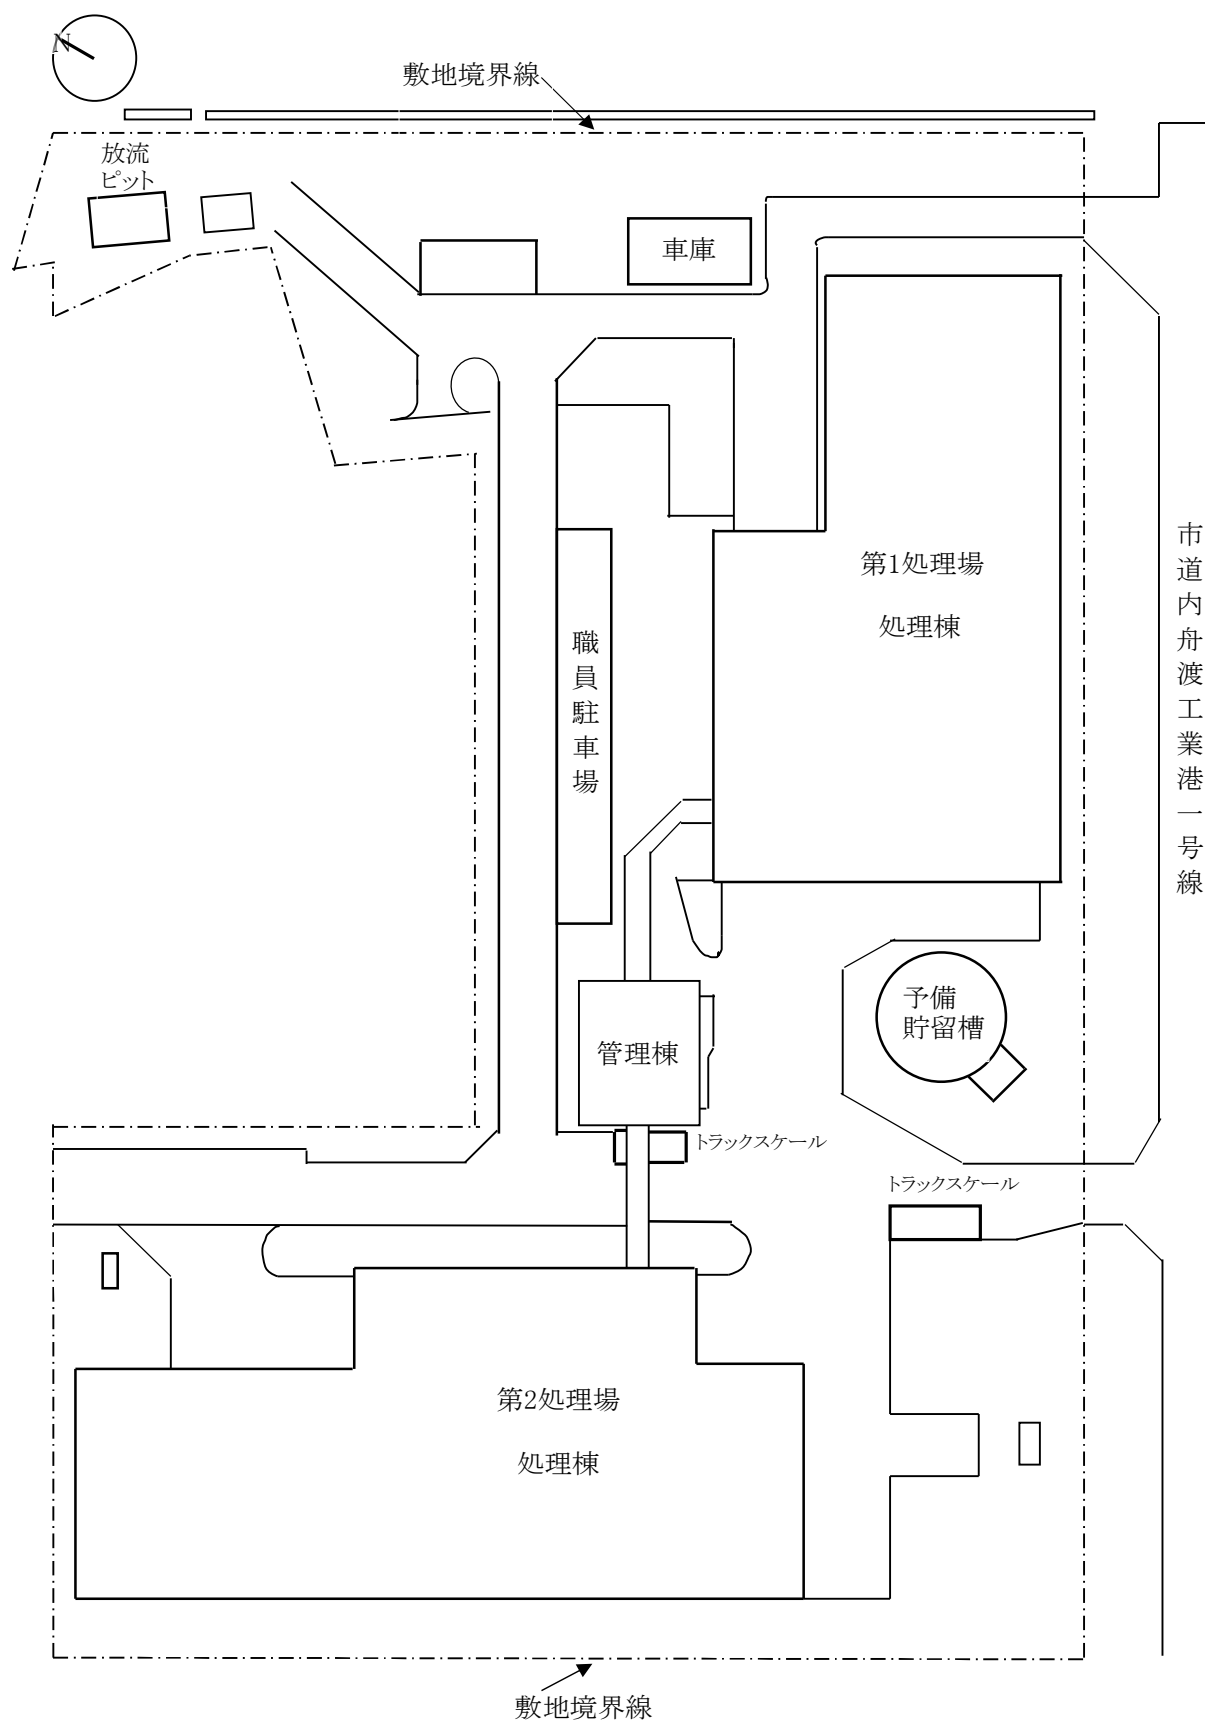 N
敷地境界線
放流
ピット
車庫
第1処理場
処理棟
市道内舟渡工業港一号線
職員駐車場
予備
貯留槽
管理棟
トラックスケール
トラックスケール
第2処理場
処理棟
敷地境界線